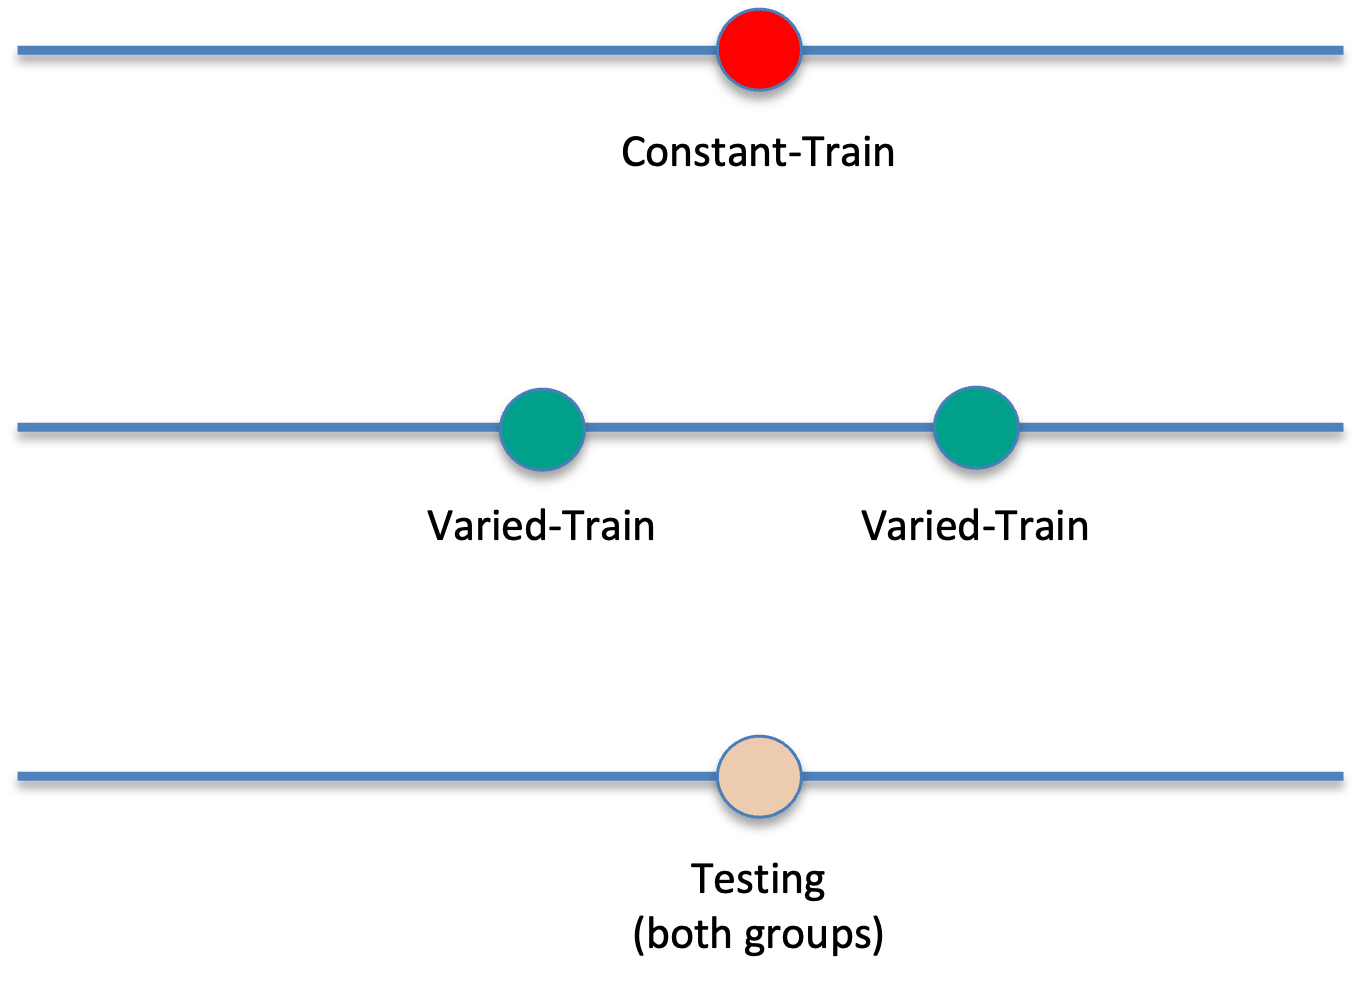 Constant-Train
Varied-Train
Varied-Train
Testing
(both groups)